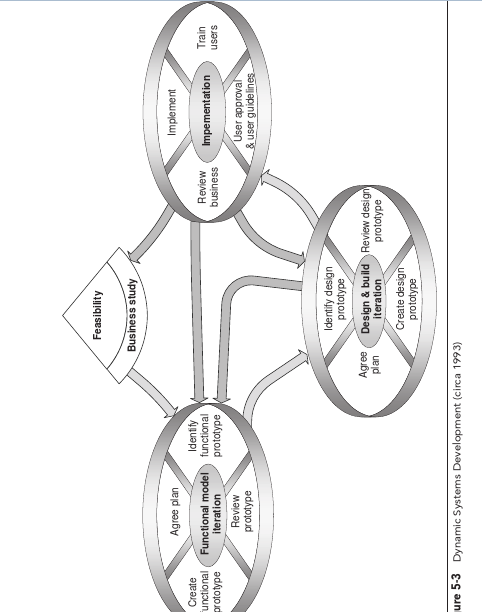 Feasibility
Business study
Agree plan
Identify
functional
prototype
Functional model
iteration
Review
prototype
Create
functional
prototype
Implement
Train
users
Impementation
Review
business
User approval
& user guidelines
Identify design
prototype
Review design
prototype
Design & build
iteration
Agree
plan
Create design
prototype
ure 5-3 Dynamic Systems Development (circa 1993)